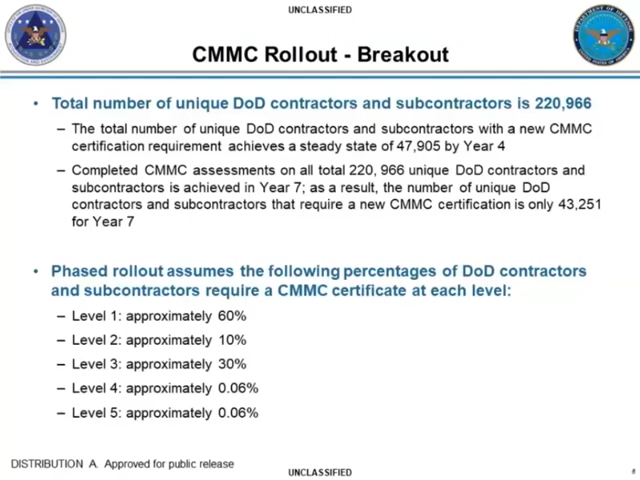 UNCLASSIFIED
CMMC Rollout - Breakout
• Total number of unique DoD contractors and subcontractors is 220,966
– The total number of unique DoD contractors and subcontractors with a new CMMC
certification requirement achieves a steady state of 47,905 by Year 4
– Completed CMMC assessments on all total 220, 966 unique DoD contractors and
subcontractors is achieved in Year 7; as a result, the number of unique DoD
contractors and subcontractors that require a new CMMC certification is only 43,251
for Year 7
• Phased rollout assumes the following percentages of DoD contractors
and subcontractors require a CMMC certificate at each level:
– Level 1: approximately 60%
– Level 2: approximately 10%
– Level 3: approximately 30%
– Level 4: approximately 0.06%
– Level 5: approximately 0.06%
DISTRIBUTION A. Approved for public release
UNCLASSIFIED